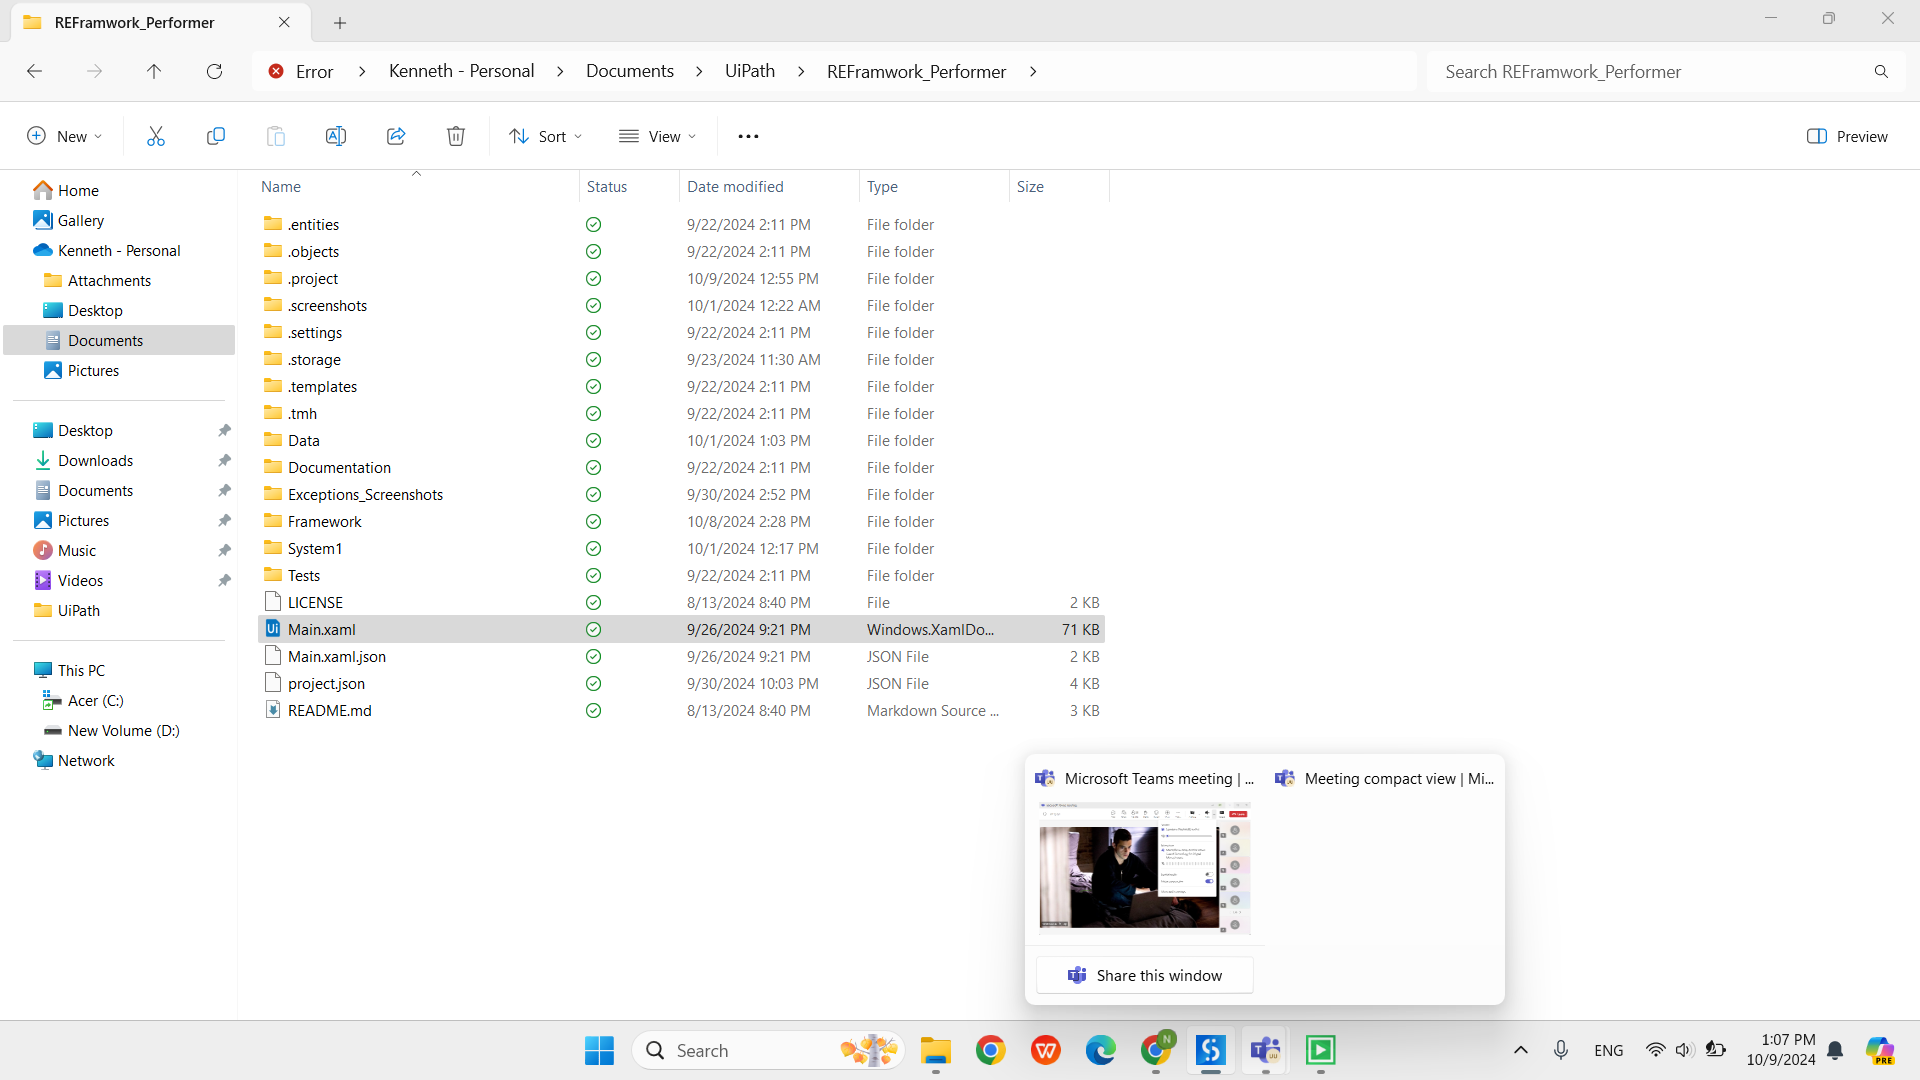 REFramwork_Performer
Error
Kenneth - Personal
Documents
UiPath
REFramwork_Performer
Search REFramwork_Performer
New
Sort
View
Preview
Name
Status
Date modified
Type
Size
Home
Gallery
Kenneth - Personal
Attachments
Desktop
Documents
Pictures
Desktop
Downloads
Documents
Pictures
Music
Videos
UiPath
This PC
Acer (C:)
New Volume (D:)
Network
.entities 9/22/2024 2:11 PM File folder
.objects 9/22/2024 2:11 PM File folder
.project 10/9/2024 12:55 PM File folder
.screenshots 10/1/2024 12:22 AM File folder
.settings 9/22/2024 2:11 PM File folder
.storage 9/23/2024 11:30 AM File folder
.templates 9/22/2024 2:11 PM File folder
.tmh 9/22/2024 2:11 PM File folder
Data 10/1/2024 1:03 PM File folder
Documentation 9/22/2024 2:11 PM File folder
Exceptions_Screenshots 9/30/2024 2:52 PM File folder
Framework 10/8/2024 2:28 PM File folder
System1 10/1/2024 12:17 PM File folder
Tests 9/22/2024 2:11 PM File folder
LICENSE 8/13/2024 8:40 PM File 2 KB
Main.xaml 9/26/2024 9:21 PM Windows.XamlDo... 71 KB
Main.xaml.json 9/26/2024 9:21 PM JSON File 2 KB
project.json 9/30/2024 10:03 PM JSON File 4 KB
README.md 8/13/2024 8:40 PM Markdown Source ... 3 KB
Microsoft Teams meeting | ...
Meeting compact view | Mi...
Share this window
Search
ENG
1:07 PM
10/9/2024
PRE